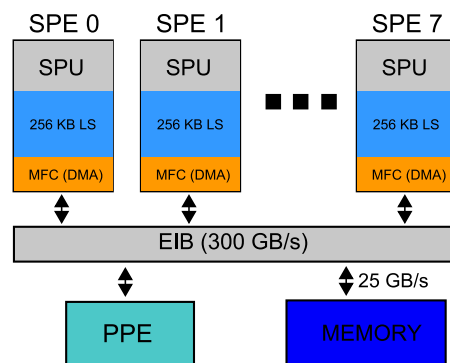 SPE 0 SPE 1 SPE 7
SPU SPU SPU
256 KB LS 256 KB LS 256 KB LS
MFC (DMA) MFC (DMA) MFC (DMA)
EIB (300 GB/s)
25 GB/s
PPE MEMORY